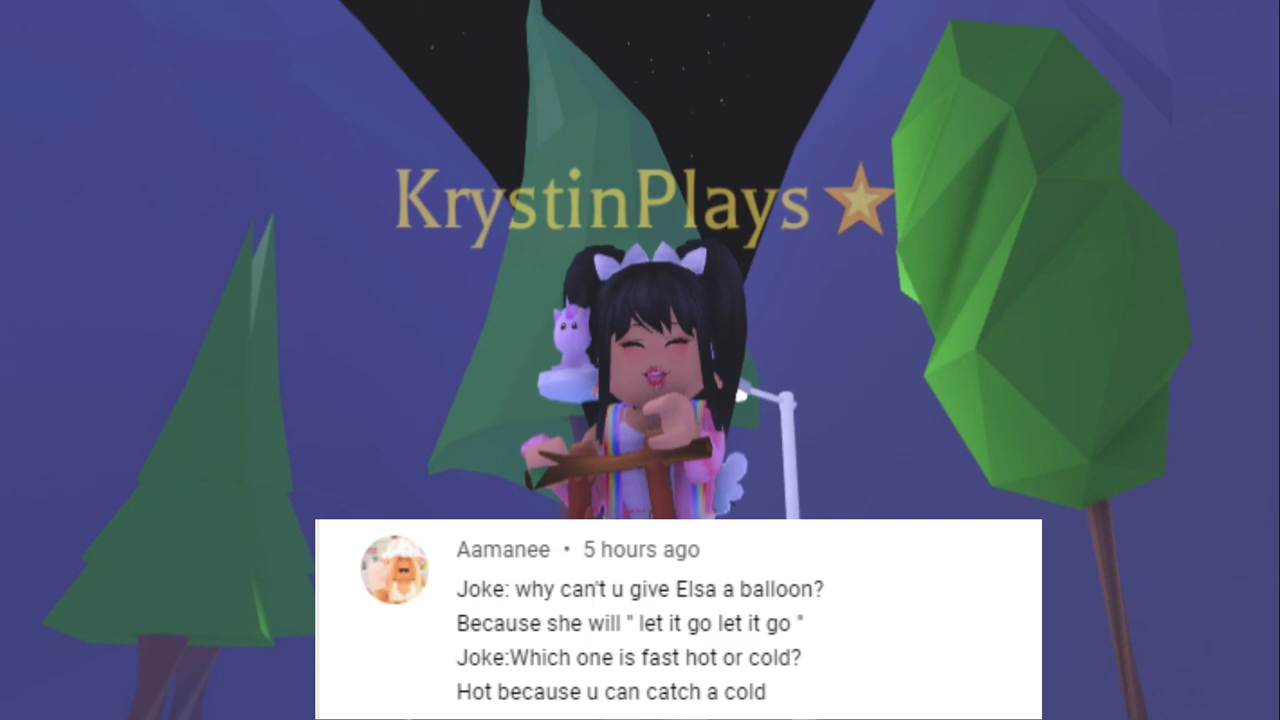 KrystinPlays
Aamanee • 5 hours ago
Joke: why can't u give Elsa a balloon?
Because she will " let it go let it go "
Joke:Which one is fast hot or cold?
Hot because u can catch a cold